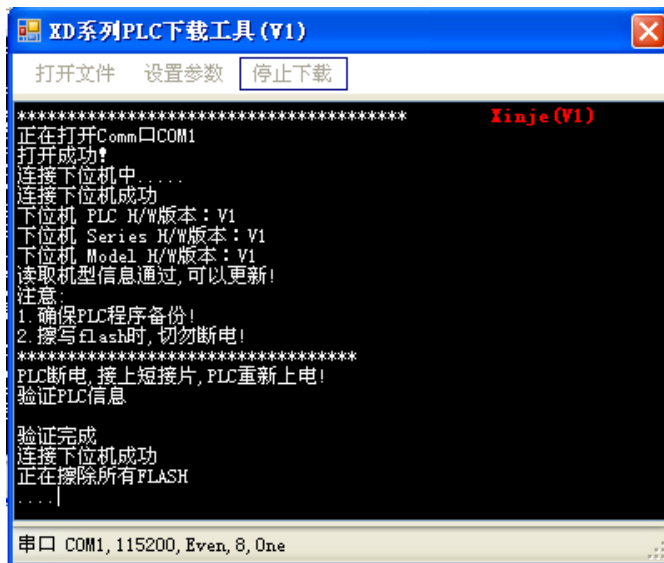 XD系列PLC下载工具(V1)
打开文件 设置参数 停止下载
*************************************** Xinje(V1)
正在打开Comm口COM1
打开成功!
连接下位机中.....
连接下位机成功
下位机 PLC H/W版本：V1
下位机 Series H/W版本：V1
下位机 Model H/W版本：V1
读取机型信息通过,可以更新!
注意:
1.确保PLC程序备份!
2.擦写flash时,切勿断电!
**********************************
PLC断电,接上短接片,PLC重新上电!
验证PLC信息
验证完成
连接下位机成功
正在擦除所有FLASH
....
串口 COM1,115200,Even,8,One